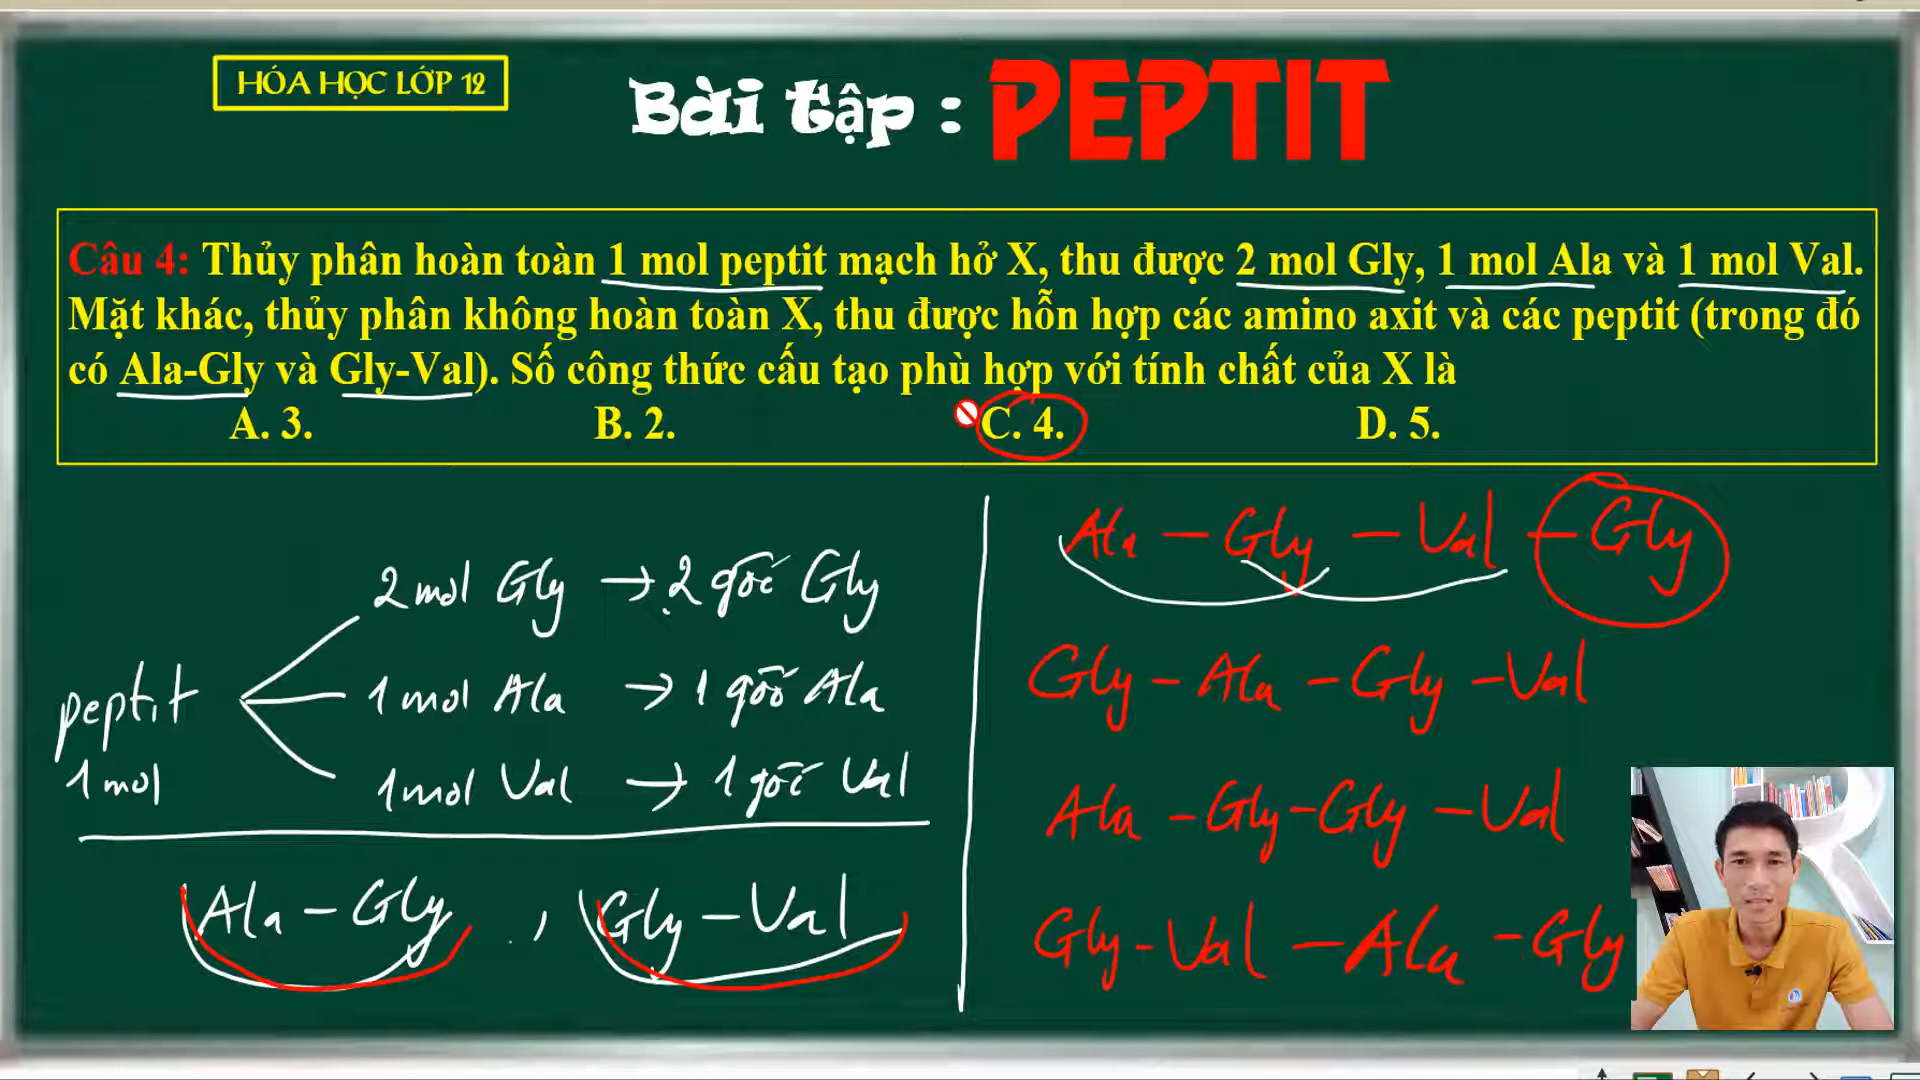 HÓA HỌC LỚP 12
Bài tập : PEPTIT
Câu 4: Thủy phân hoàn toàn 1 mol peptit mạch hở X, thu được 2 mol Gly, 1 mol Ala và 1 mol Val.
Mặt khác, thủy phân không hoàn toàn X, thu được hỗn hợp các amino axit và các peptit (trong đó
có Ala-Gly và Gly-Val). Số công thức cấu tạo phù hợp với tính chất của X là
A. 3. B. 2. C. 4. D. 5.
peptit
1 mol
2 mol Gly → 2 gốc Gly
1 mol Ala → 1 gốc Ala
1 mol Val → 1 gốc Val
Ala - Gly , Gly - Val
Ala - Gly - Val - Gly
Gly - Ala - Gly - Val
Ala - Gly - Gly - Val
Gly - Val - Ala - Gly